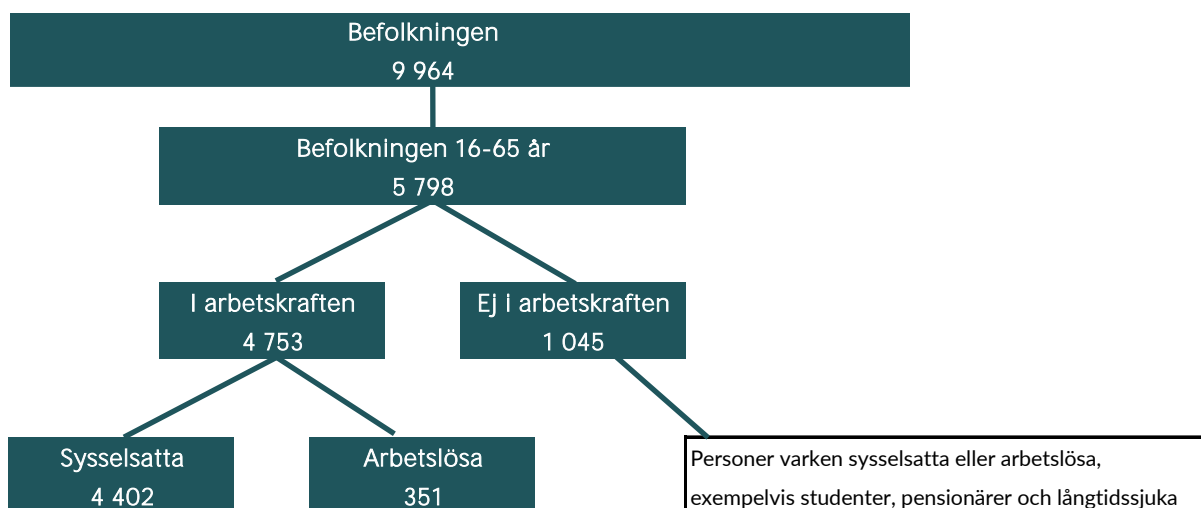 Befolkningen
9 964
Befolkningen 16-65 år
5 798
I arbetskraften
4 753
Ej i arbetskraften
1 045
Sysselsatta
4 402
Arbetslösa
351
Personer varken sysselsatta eller arbetslösa,
exempelvis studenter, pensionärer och långtidssjuka